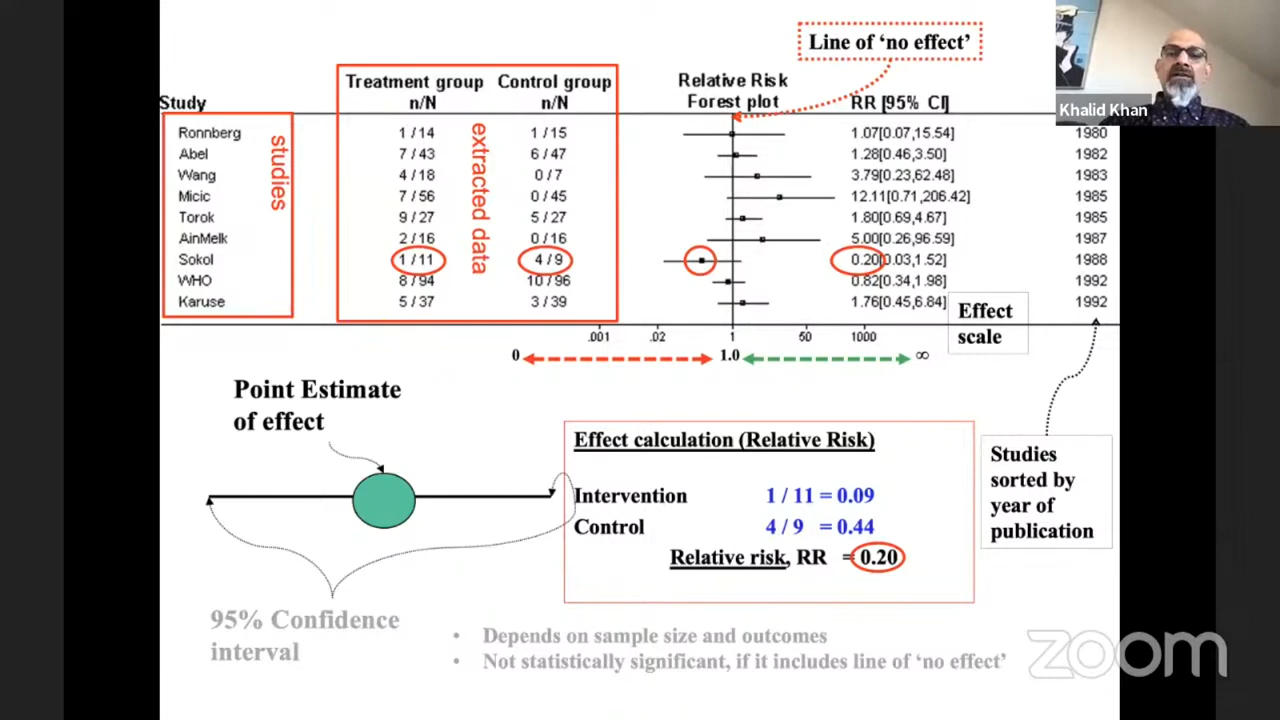 Line of ‘no effect’
Khalid Khan
Treatment group Control group Relative Risk
Study n/N n/N Forest plot RR [95% CI]
studies
extracted data
Ronnberg 1 / 14 1 / 15 1.07[0.07,15.54] 1980
Abel 7 / 43 6 / 47 1.28[0.46,3.50] 1982
Wang 4 / 18 0 / 7 3.79[0.23,62.48] 1983
Micic 7 / 56 0 / 45 12.11[0.71,206.42] 1985
Torok 9 / 27 5 / 27 1.80[0.69,4.67] 1985
AinMelk 2 / 16 0 / 16 5.00[0.26,96.59] 1987
Sokol 1 / 11 4 / 9 0.20[0.03,1.52] 1988
WHO 8 / 94 10 / 96 0.82[0.34,1.98] 1992
Karuse 5 / 37 3 / 39 1.76[0.45,6.84] 1992
.001 .02 1 50 1000
0 1.0 ∞
Effect
scale
Point Estimate
of effect
Effect calculation (Relative Risk)
Intervention 1 / 11 = 0.09
Control 4 / 9 = 0.44
Relative risk, RR = 0.20
Studies
sorted by
year of
publication
95% Confidence
interval
• Depends on sample size and outcomes
• Not statistically significant, if it includes line of ‘no effect’
zoom